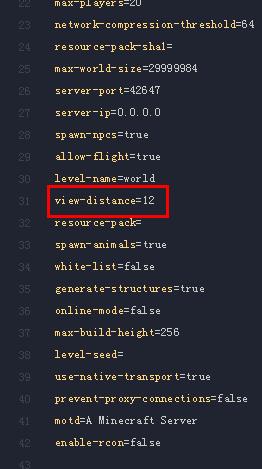 22 max-players=20
23 network-compression-threshold=64
24 resource-pack-sha1=
25 max-world-size=29999984
26 server-port=42647
27 server-ip=0.0.0.0
28 spawn-npcs=true
29 allow-flight=true
30 level-name=world
31 view-distance=12
32 resource-pack=
33 spawn-animals=true
34 white-list=false
35 generate-structures=true
36 online-mode=false
37 max-build-height=256
38 level-seed=
39 use-native-transport=true
40 prevent-proxy-connections=false
41 motd=A Minecraft Server
42 enable-rcon=false
43